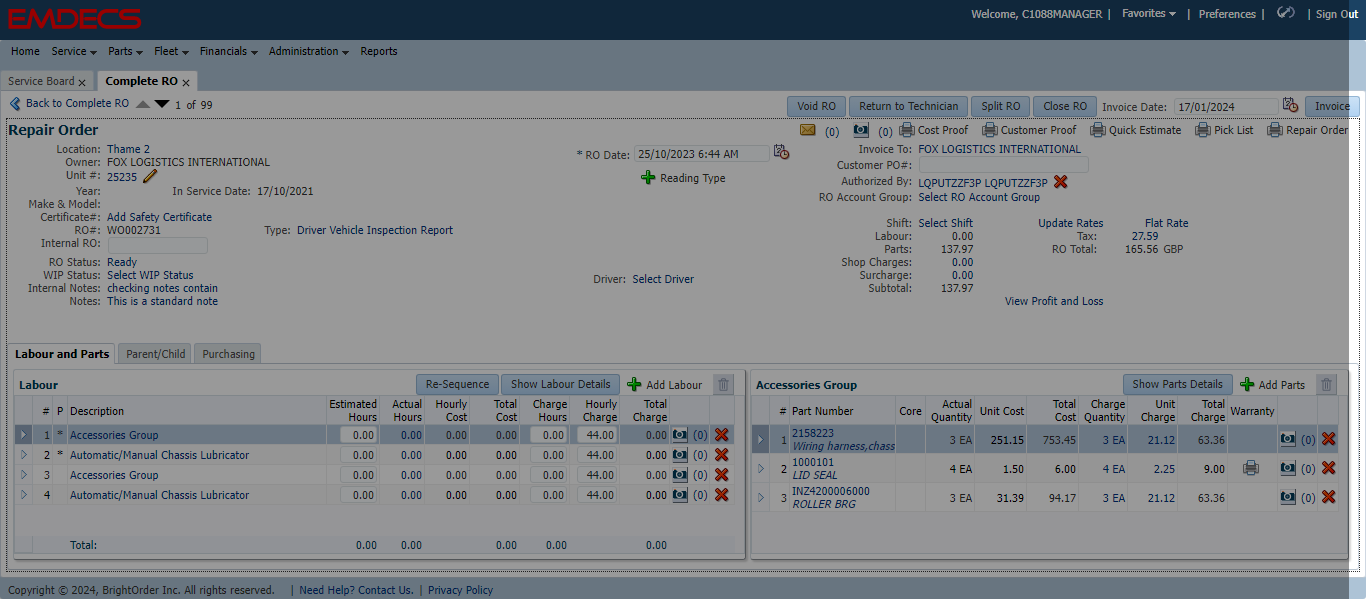 EMDECS
Welcome, C1088MANAGER | Favorites | Preferences | | Sign Out
Home Service Parts Fleet Financials Administration Reports
Service Board x Complete RO x
Back to Complete RO 1 of 99
Void RO Return to Technician Split RO Close RO Invoice Date: 17/01/2024 Invoice
Repair Order
(0) (0) Cost Proof Customer Proof Quick Estimate Pick List Repair Order
Location: Thame 2
Owner: FOX LOGISTICS INTERNATIONAL
Unit #: 25235
Year: In Service Date: 17/10/2021
Make & Model:
Certificate#: Add Safety Certificate
RO#: WO002731 Type: Driver Vehicle Inspection Report
Internal RO:
RO Status: Ready
WIP Status: Select WIP Status
Internal Notes: checking notes contain
Notes: This is a standard note
* RO Date: 25/10/2023 6:44 AM
Reading Type
Driver: Select Driver
Invoice To: FOX LOGISTICS INTERNATIONAL
Customer PO#:
Authorized By: LQPUTZZF3P LQPUTZZF3P
RO Account Group: Select RO Account Group
Shift: Select Shift Update Rates Flat Rate
Labour: 0.00 Tax: 27.59
Parts: 137.97 RO Total: 165.56 GBP
Shop Charges: 0.00
Surcharge: 0.00
Subtotal: 137.97
View Profit and Loss
Labour and Parts Parent/Child Purchasing
Labour Re-Sequence Show Labour Details Add Labour
# P Description Estimated Hours Actual Hours Hourly Cost Total Cost Charge Hours Hourly Charge Total Charge
1 * Accessories Group 0.00 0.00 0.00 0.00 0.00 44.00 0.00 (0)
2 * Automatic/Manual Chassis Lubricator 0.00 0.00 0.00 0.00 0.00 44.00 0.00 (0)
3 Accessories Group 0.00 0.00 0.00 0.00 0.00 44.00 0.00 (0)
4 Automatic/Manual Chassis Lubricator 0.00 0.00 0.00 0.00 0.00 44.00 0.00 (0)
Total: 0.00 0.00 0.00 0.00 0.00
Accessories Group Show Parts Details Add Parts
# Part Number Core Actual Quantity Unit Cost Total Cost Charge Quantity Unit Charge Total Charge Warranty
1 2158223 3 EA 251.15 753.45 3 EA 21.12 63.36 (0)
Wiring harness,chass
2 1000101 4 EA 1.50 6.00 4 EA 2.25 9.00 (0)
LID SEAL
3 INZ4200006000 3 EA 31.39 94.17 3 EA 21.12 63.36 (0)
ROLLER BRG
Copyright © 2024, BrightOrder Inc. All rights reserved. | Need Help? Contact Us. | Privacy Policy